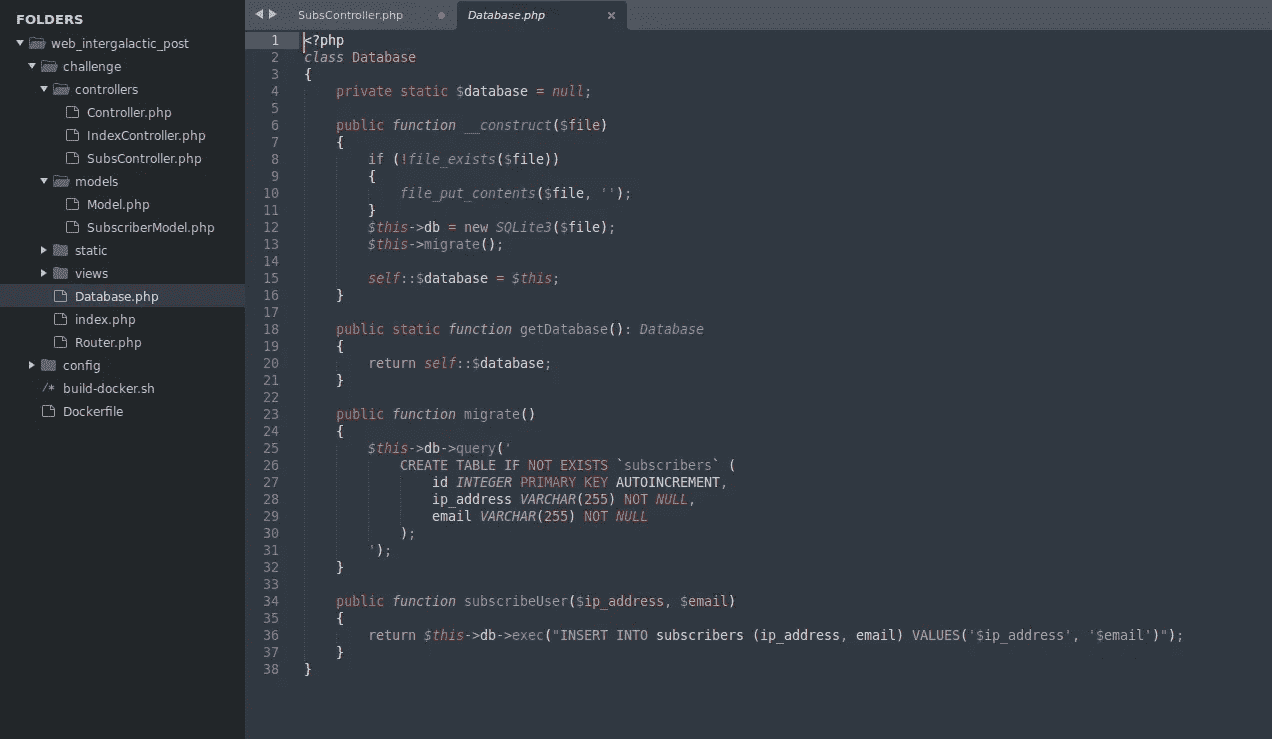 FOLDERS
web_intergalactic_post
challenge
controllers
Controller.php
IndexController.php
SubsController.php
models
Model.php
SubscriberModel.php
static
views
Database.php
index.php
Router.php
config
/* build-docker.sh
Dockerfile
SubsController.php
Database.php
1 <?php
2 class Database
3 {
4     private static $database = null;
5
6     public function __construct($file)
7     {
8         if (!file_exists($file))
9         {
10             file_put_contents($file, '');
11         }
12         $this->db = new SQLite3($file);
13         $this->migrate();
14
15         self::$database = $this;
16     }
17
18     public static function getDatabase(): Database
19     {
20         return self::$database;
21     }
22
23     public function migrate()
24     {
25         $this->db->query('
26             CREATE TABLE IF NOT EXISTS `subscribers` (
27                 id INTEGER PRIMARY KEY AUTOINCREMENT,
28                 ip_address VARCHAR(255) NOT NULL,
29                 email VARCHAR(255) NOT NULL
30             );
31         ');
32     }
33
34     public function subscribeUser($ip_address, $email)
35     {
36         return $this->db->exec("INSERT INTO subscribers (ip_address, email) VALUES('$ip_address', '$email')");
37     }
38 }